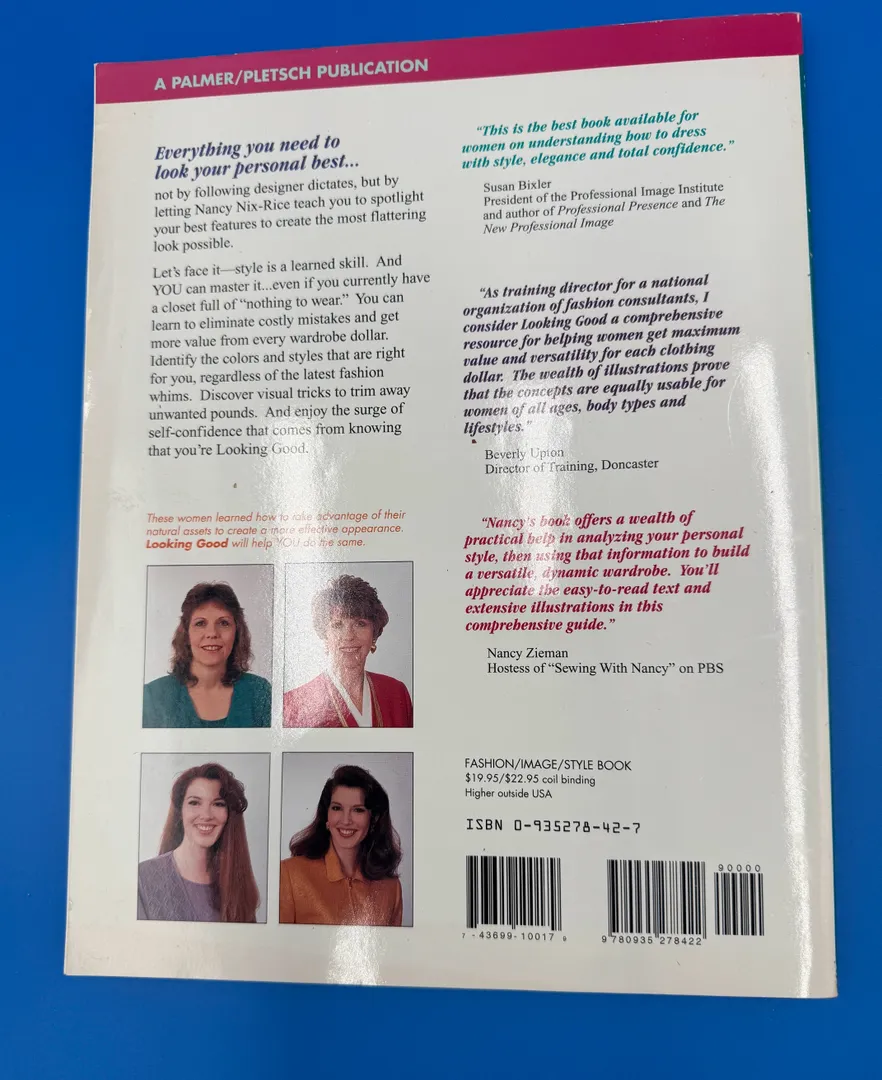 A PALMER/PLETSCH PUBLICATION
Everything you need to
look your personal best...
not by following designer dictates, but by
letting Nancy Nix-Rice teach you to spotlight
your best features to create the most flattering
look possible.
Let's face it—style is a learned skill. And
YOU can master it...even if you currently have
a closet full of “nothing to wear.” You can
learn to eliminate costly mistakes and get
more value from every wardrobe dollar.
Identify the colors and styles that are right
for you, regardless of the latest fashion
whims. Discover visual tricks to trim away
unwanted pounds. And enjoy the surge of
self-confidence that comes from knowing
that you're Looking Good.
These women learned how to take advantage of their
natural assets to create a more effective appearance.
Looking Good will help YOU do the same.
“This is the best book available for
women on understanding how to dress
with style, elegance and total confidence.”
Susan Bixler
President of the Professional Image Institute
and author of Professional Presence and The
New Professional Image
“As training director for a national
organization of fashion consultants, I
consider Looking Good a comprehensive
resource for helping women get maximum
value and versatility for each clothing
dollar. The wealth of illustrations prove
that the concepts are equally usable for
women of all ages, body types and
lifestyles.”
Beverly Upton
Director of Training, Doncaster
“Nancy's book offers a wealth of
practical help in analyzing your personal
style, then using that information to build
a versatile, dynamic wardrobe. You'll
appreciate the easy-to-read text and
extensive illustrations in this
comprehensive guide.”
Nancy Zieman
Hostess of “Sewing With Nancy” on PBS
FASHION/IMAGE/STYLE BOOK
$19.95/$22.95 coil binding
Higher outside USA
ISBN 0-935278-42-7
90000
7 - 43699-10017 9
9 780935 278422